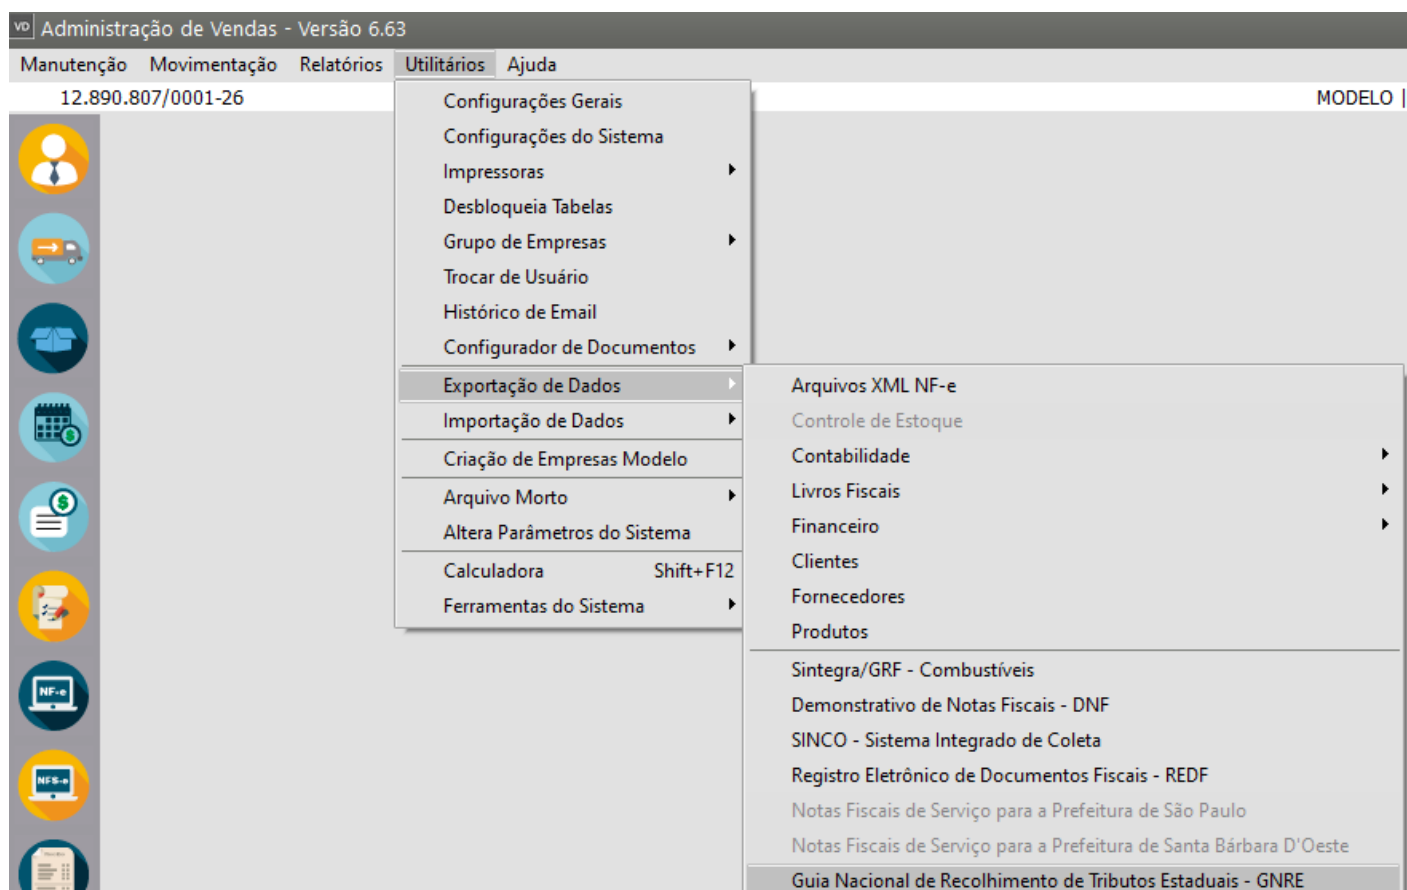 VD Administração de Vendas - Versão 6.63
Manutenção Movimentação Relatórios Utilitários Ajuda
12.890.807/0001-26 MODELO |
Configurações Gerais
Configurações do Sistema
Impressoras
Desbloqueia Tabelas
Grupo de Empresas
Trocar de Usuário
Histórico de Email
Configurador de Documentos
Exportação de Dados
Importação de Dados
Criação de Empresas Modelo
Arquivo Morto
Altera Parâmetros do Sistema
Calculadora Shift+F12
Ferramentas do Sistema
Arquivos XML NF-e
Controle de Estoque
Contabilidade
Livros Fiscais
Financeiro
Clientes
Fornecedores
Produtos
Sintegra/GRF - Combustíveis
Demonstrativo de Notas Fiscais - DNF
SINCO - Sistema Integrado de Coleta
Registro Eletrônico de Documentos Fiscais - REDF
Notas Fiscais de Serviço para a Prefeitura de São Paulo
Notas Fiscais de Serviço para a Prefeitura de Santa Bárbara D'Oeste
Guia Nacional de Recolhimento de Tributos Estaduais - GNRE
$
$
NF-e
NFS-e